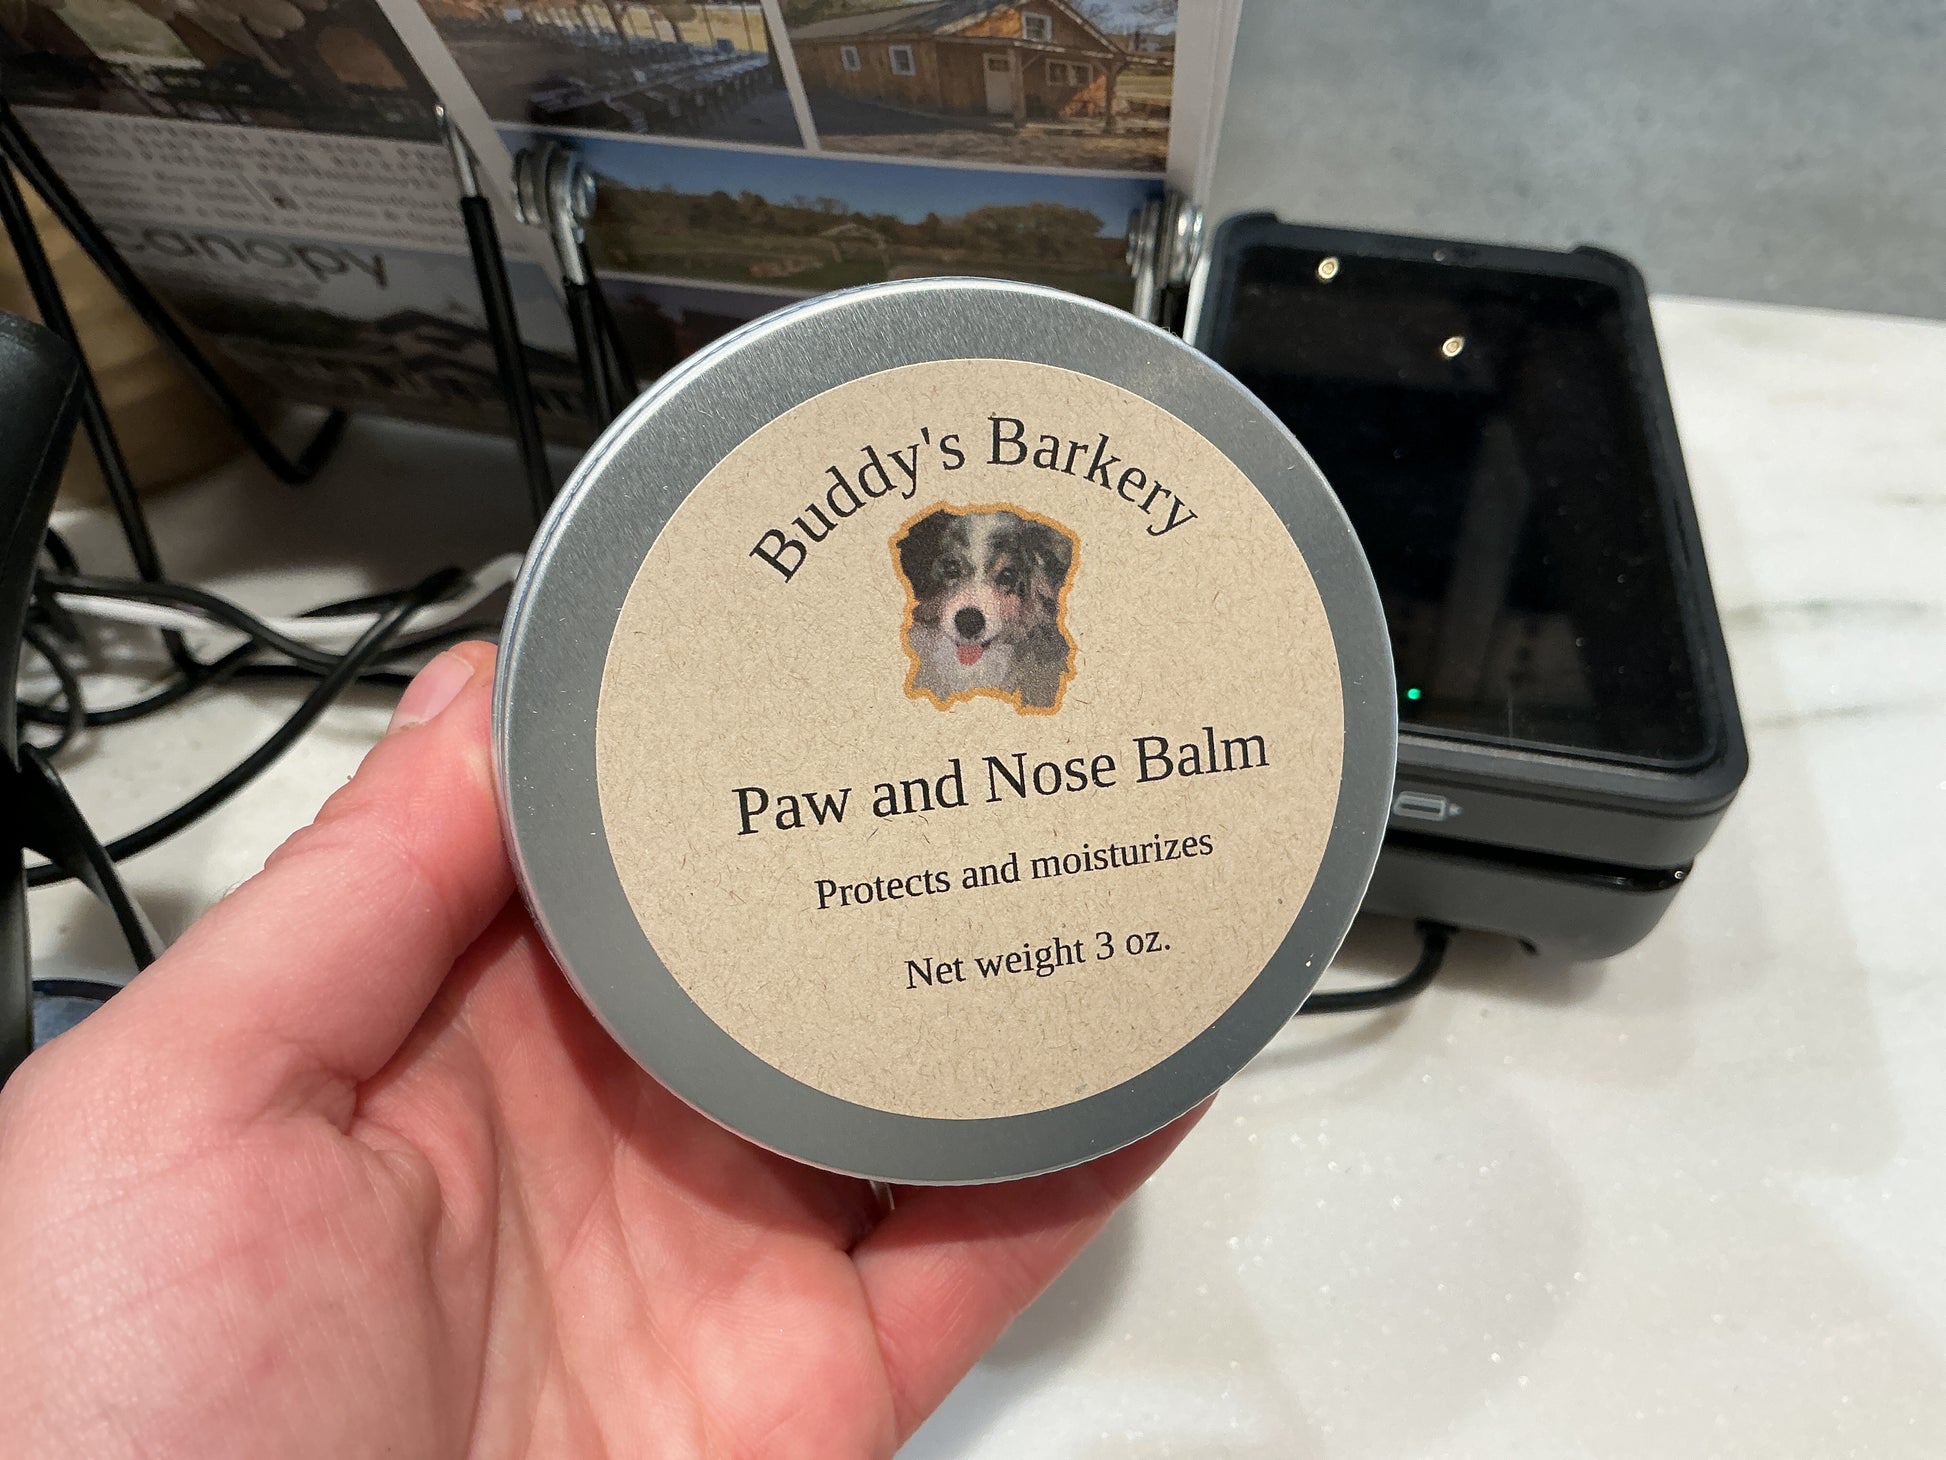 Buddy's Barkery
Paw and Nose Balm
Protects and moisturizes
Net weight 3 oz.
canopy